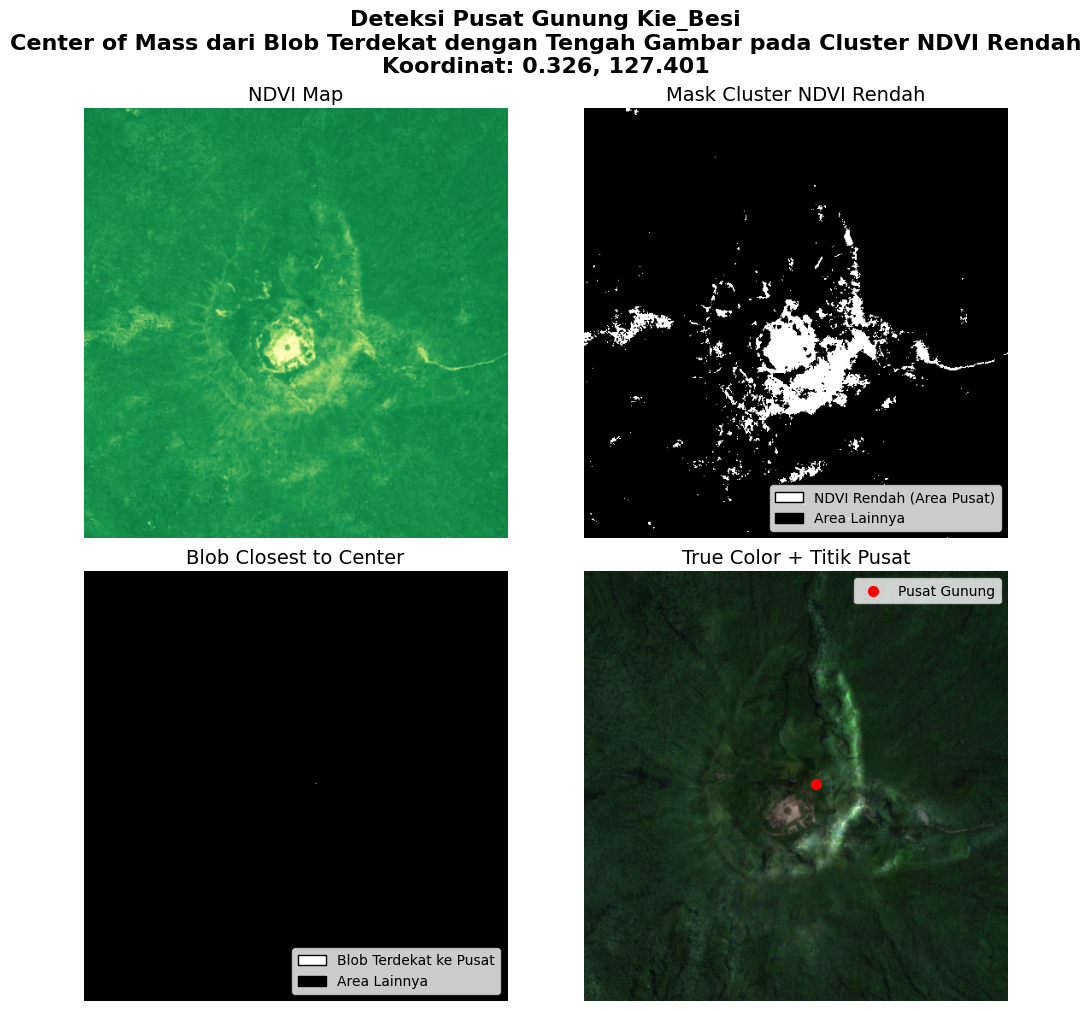 Deteksi Pusat Gunung Kie_Besi
Center of Mass dari Blob Terdekat dengan Tengah Gambar pada Cluster NDVI Rendah
Koordinat: 0.326, 127.401
NDVI Map
Mask Cluster NDVI Rendah
NDVI Rendah (Area Pusat)
Area Lainnya
Blob Closest to Center
True Color + Titik Pusat
Pusat Gunung
Blob Terdekat ke Pusat
Area Lainnya